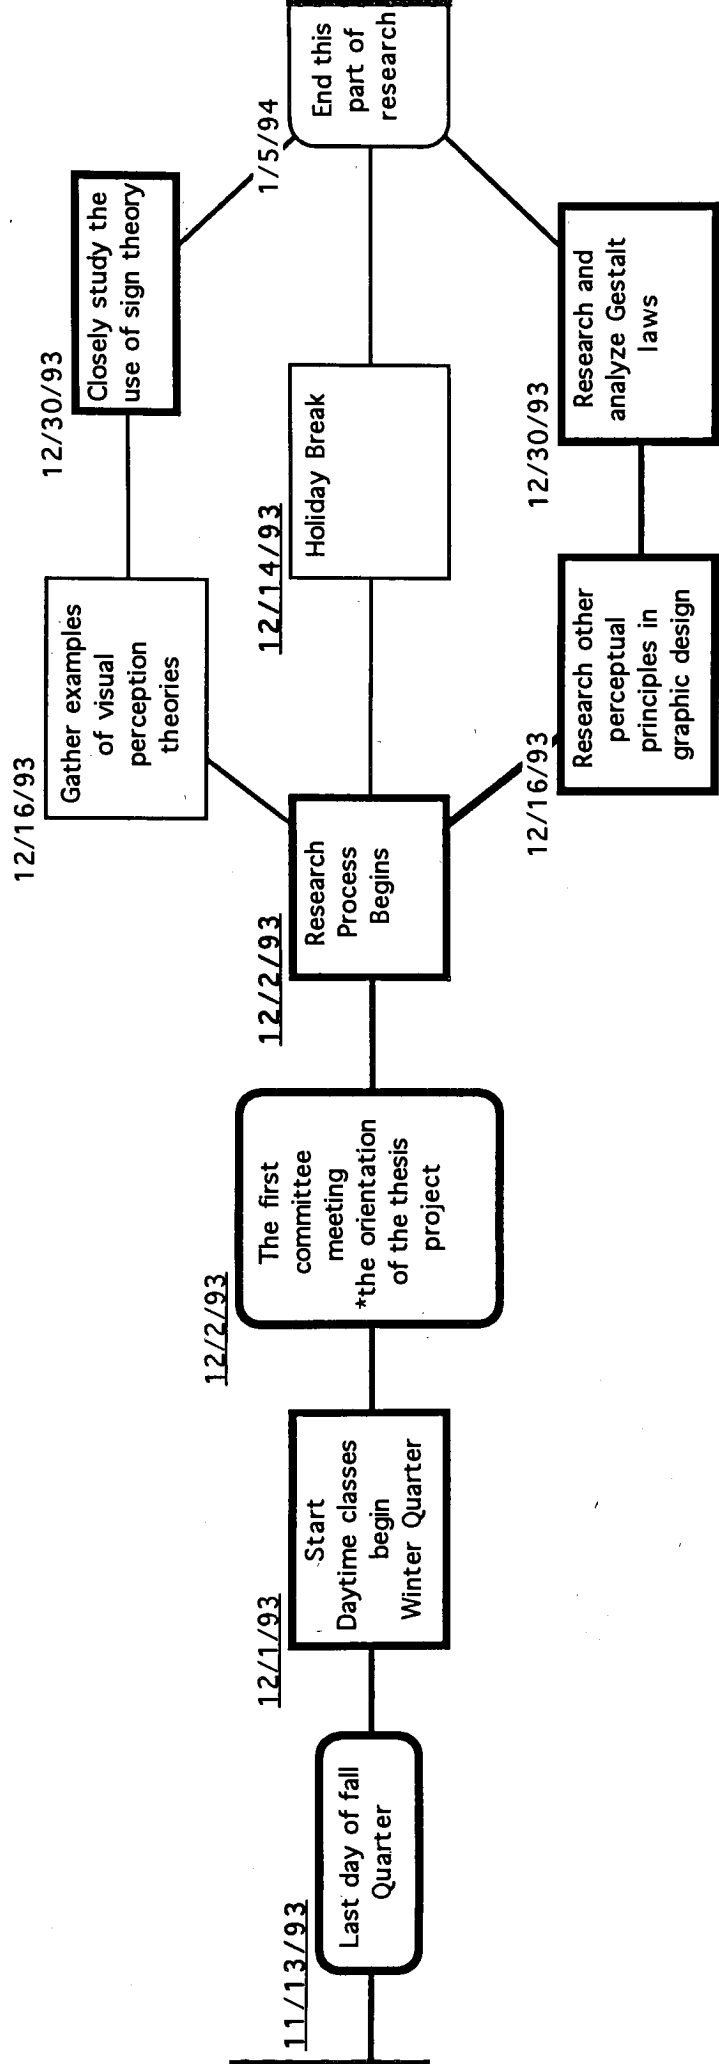 11/13/93
Last day of fall
Quarter
12/1/93
Start
Daytime classes
begin
Winter Quarter
12/2/93
The first
committee
meeting
*the orientation
of the thesis
project
12/2/93
Research
Process
Begins
12/16/93
Gather examples
of visual
perception
theories
12/30/93
Closely study the
use of sign theory
12/14/93
Holiday Break
12/16/93
Research other
perceptual
principles in
graphic design
12/30/93
Research and
analyze Gestalt
laws
1/5/94
End this
part of
research